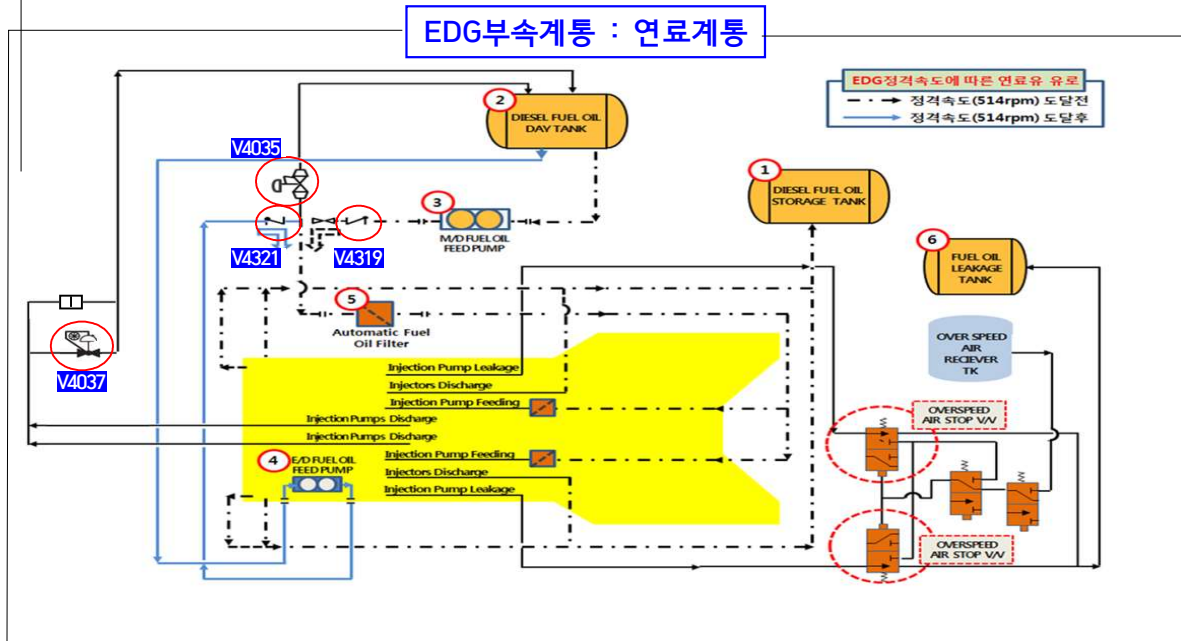 EDG부속계통 : 연료계통
EDG정격속도에 따른 연료유 유로
정격속도(514rpm) 도달전
정격속도(514rpm) 도달후
2
DIESEL FUEL OIL
DAY TANK
V4035
1
DIESEL FUEL OIL
STORAGE TANK
3
M/D FUEL OIL
FEED PUMP
V4321
V4319
6
FUEL OIL
LEAKAGE
TANK
5
Automatic Fuel
Oil Filter
OVER SPEED
AIR
RECIEVER
TK
V4037
Injection Pump Leakage
Injectors Discharge
Injection Pump Feeding
Injection Pumps Discharge
Injection Pumps Discharge
Injection Pump Feeding
Injectors Discharge
Injection Pump Leakage
4
E/D FUEL OIL
FEED PUMP
OVERSPEED
AIR STOP V/V
OVERSPEED
AIR STOP V/V